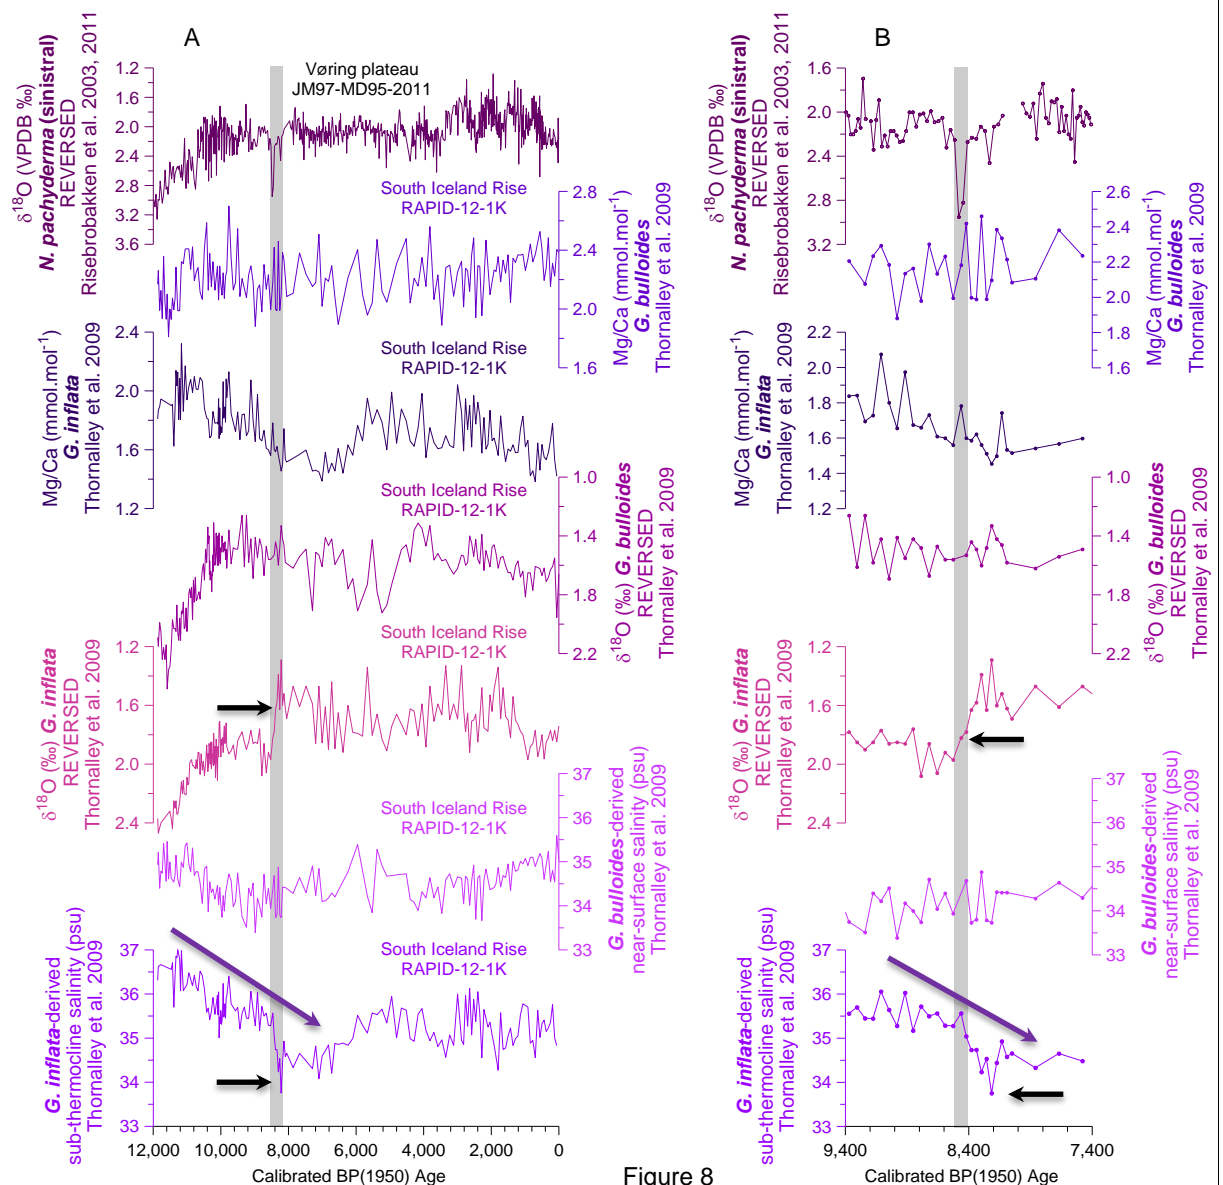 A
B
δ18O (VPDB ‰)
N. pachyderma (sinistral)
REVERSED
Risebrobakken et al. 2003, 2011
1.2
1.6
2.0
2.4
2.8
3.2
3.6
Vøring plateau
JM97-MD95-2011
South Iceland Rise
RAPID-12-1K
2.8
2.4
2.0
1.6
Mg/Ca (mmol.mol-1)
G. bulloides
Thornalley et al. 2009
Mg/Ca (mmol.mol-1)
G. inflata
Thornalley et al. 2009
2.4
2.0
1.6
1.2
South Iceland Rise
RAPID-12-1K
South Iceland Rise
RAPID-12-1K
1.0
1.4
1.8
2.2
δ18O (‰) G. bulloides
REVERSED
Thornalley et al. 2009
δ18O (‰) G. inflata
REVERSED
Thornalley et al. 2009
1.2
1.6
2.0
2.4
South Iceland Rise
RAPID-12-1K
South Iceland Rise
RAPID-12-1K
37
36
35
34
33
G. bulloides-derived
near-surface salinity (psu)
Thornalley et al. 2009
G. inflata-derived
sub-thermocline salinity (psu)
Thornalley et al. 2009
37
36
35
34
33
South Iceland Rise
RAPID-12-1K
12,000 10,000 8,000 6,000 4,000 2,000 0
Calibrated BP(1950) Age
δ18O (VPDB ‰)
N. pachyderma (sinistral)
REVERSED
Risebrobakken et al. 2003, 2011
1.6
2.0
2.4
2.8
3.2
2.6
2.4
2.2
2.0
1.8
1.6
Mg/Ca (mmol.mol-1)
G. bulloides
Thornalley et al. 2009
Mg/Ca (mmol.mol-1)
G. inflata
Thornalley et al. 2009
2.2
2.0
1.8
1.6
1.4
1.2
1.0
1.4
1.8
2.2
δ18O (‰) G. bulloides
REVERSED
Thornalley et al. 2009
δ18O (‰) G. inflata
REVERSED
Thornalley et al. 2009
1.2
1.6
2.0
2.4
37
36
35
34
33
G. bulloides-derived
near-surface salinity (psu)
Thornalley et al. 2009
G. inflata-derived
sub-thermocline salinity (psu)
Thornalley et al. 2009
37
36
35
34
33
9,400 8,400 7,400
Calibrated BP(1950) Age
Figure 8